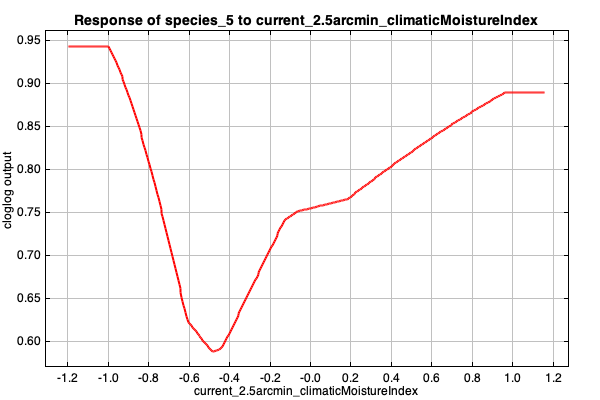 Response of species_5 to current_2.5arcmin_climaticMoistureIndex
cloglog output
0.95
0.90
0.85
0.80
0.75
0.70
0.65
0.60
-1.2 -1.0 -0.8 -0.6 -0.4 -0.2 -0.0 0.2 0.4 0.6 0.8 1.0 1.2
current_2.5arcmin_climaticMoistureIndex